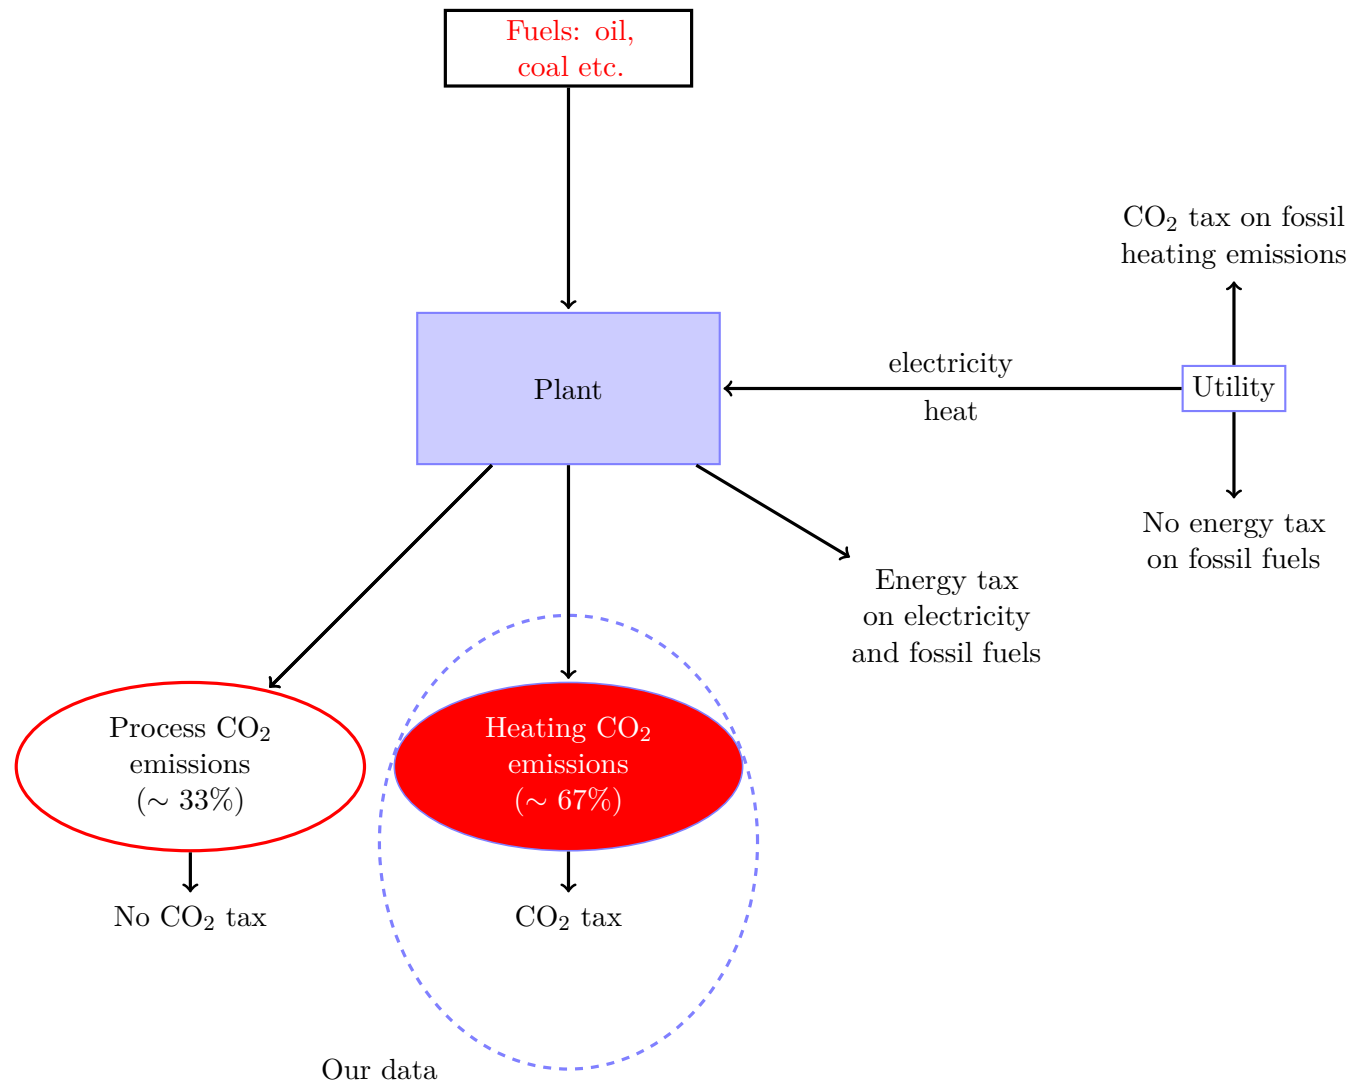 Fuels: oil,
coal etc.
CO₂ tax on fossil
heating emissions
electricity
heat
Plant
Utility
No energy tax
on fossil fuels
Energy tax
on electricity
and fossil fuels
Process CO₂
emissions
(∼ 33%)
Heating CO₂
emissions
(∼ 67%)
No CO₂ tax
CO₂ tax
Our data